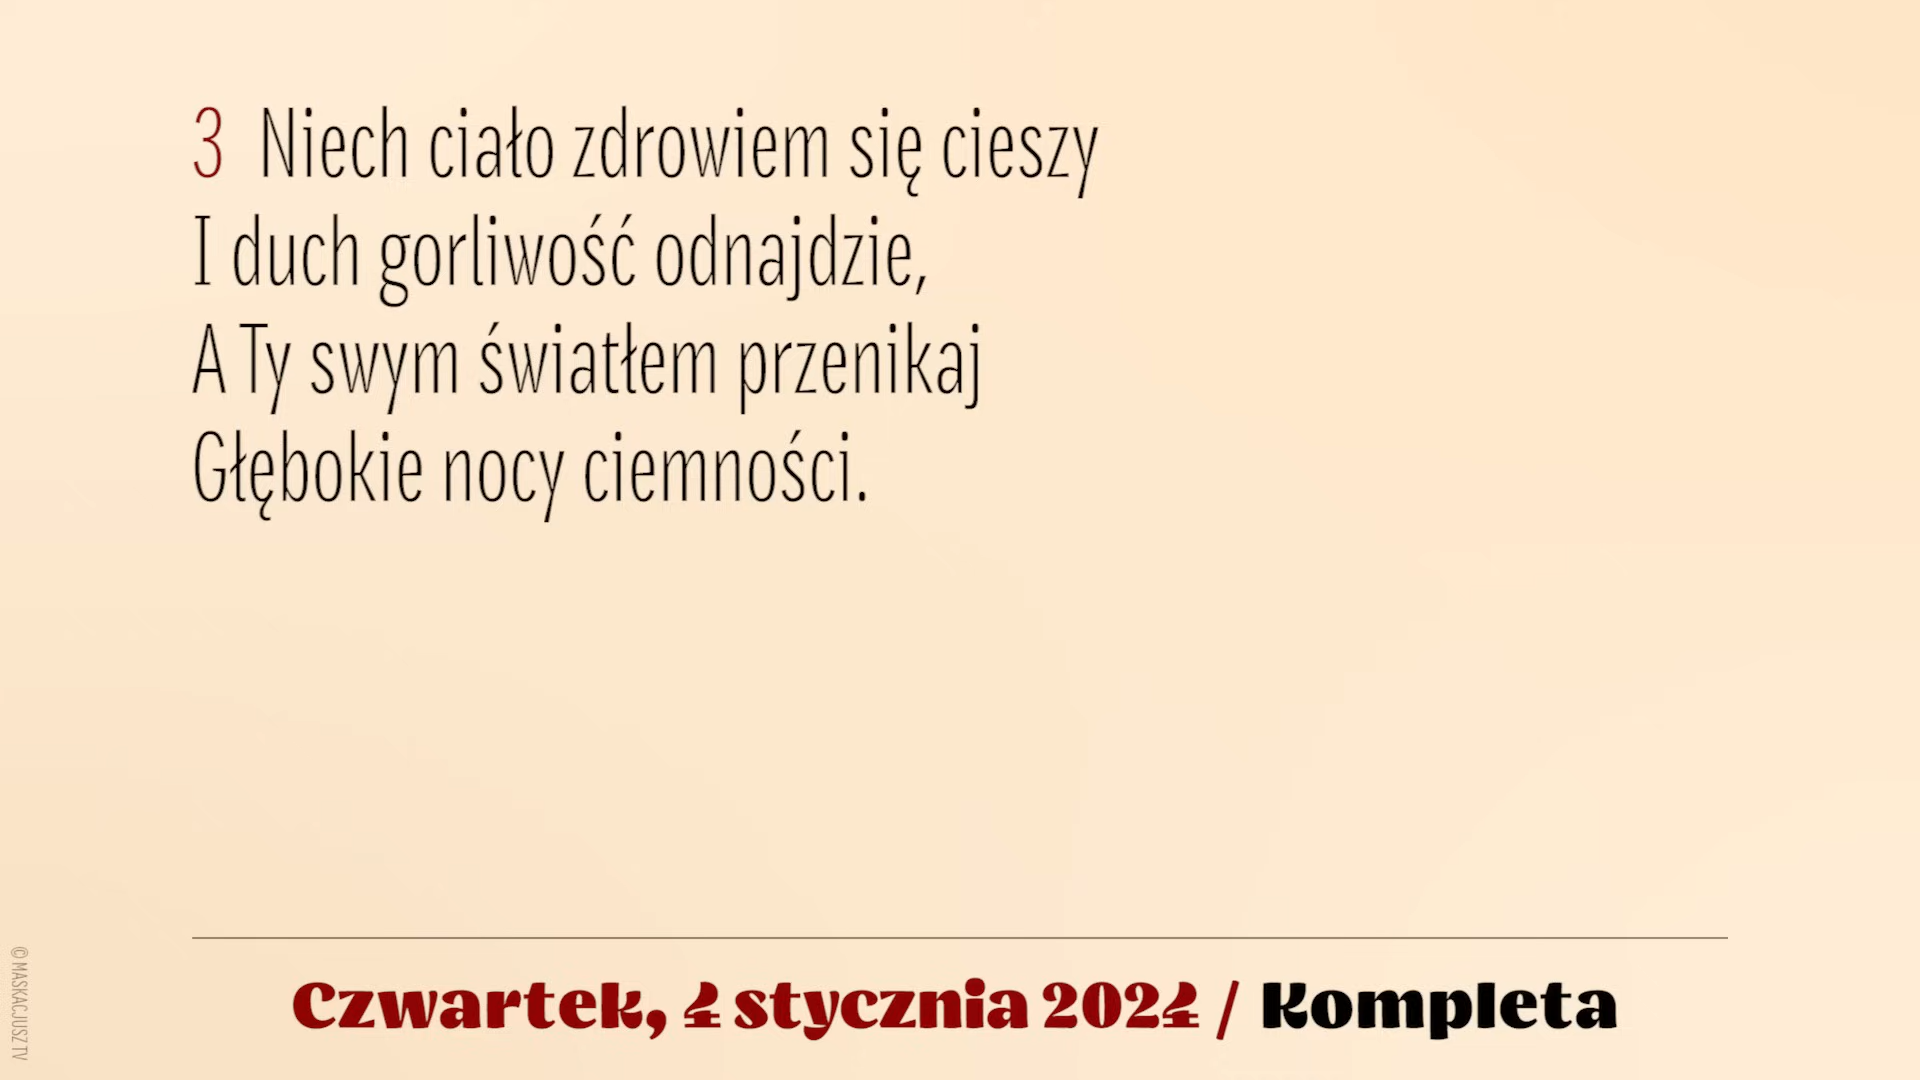 3 Niech ciało zdrowiem się cieszy
I duch gorliwość odnajdzie,
A Ty swym światłem przenikaj
Głębokie nocy ciemności.
Czwartek, 4 stycznia 2024 / Kompleta
© MASKACJUSZ TV